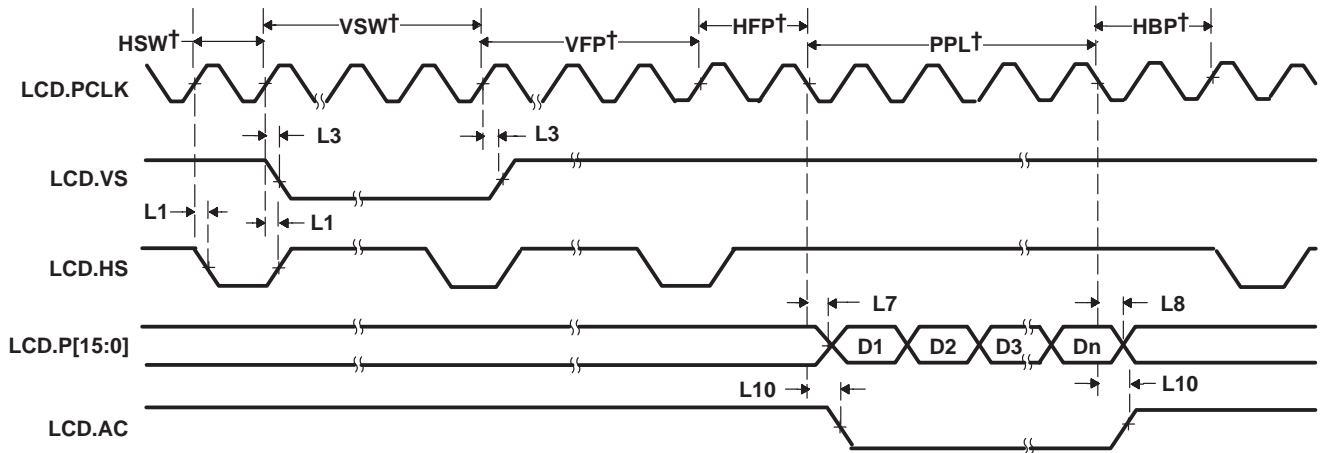 VSW†
HFP†
HBP†
HSW†
VFP†
PPL†
LCD.PCLK
L3
L3
LCD.VS
L1
L1
LCD.HS
L7
L8
LCD.P[15:0]
D1
D2
D3
Dn
L10
L10
LCD.AC